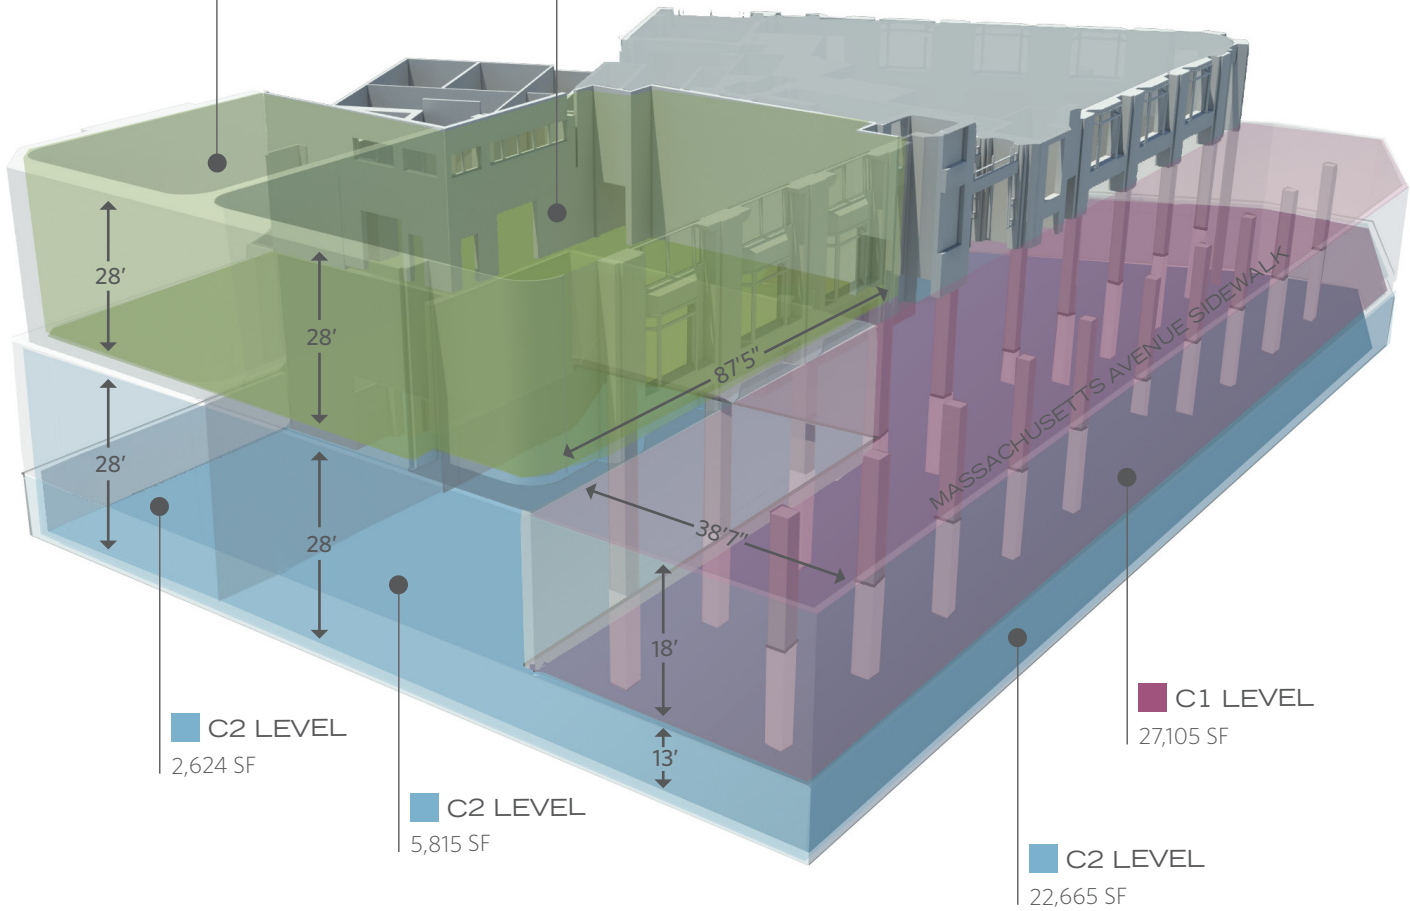 28'
28'
87'5"
28'
28'
38'7"
MASSACHUSETTS AVENUE SIDEWALK
18'
13'
C1 LEVEL
27,105 SF
C2 LEVEL
2,624 SF
C2 LEVEL
5,815 SF
C2 LEVEL
22,665 SF